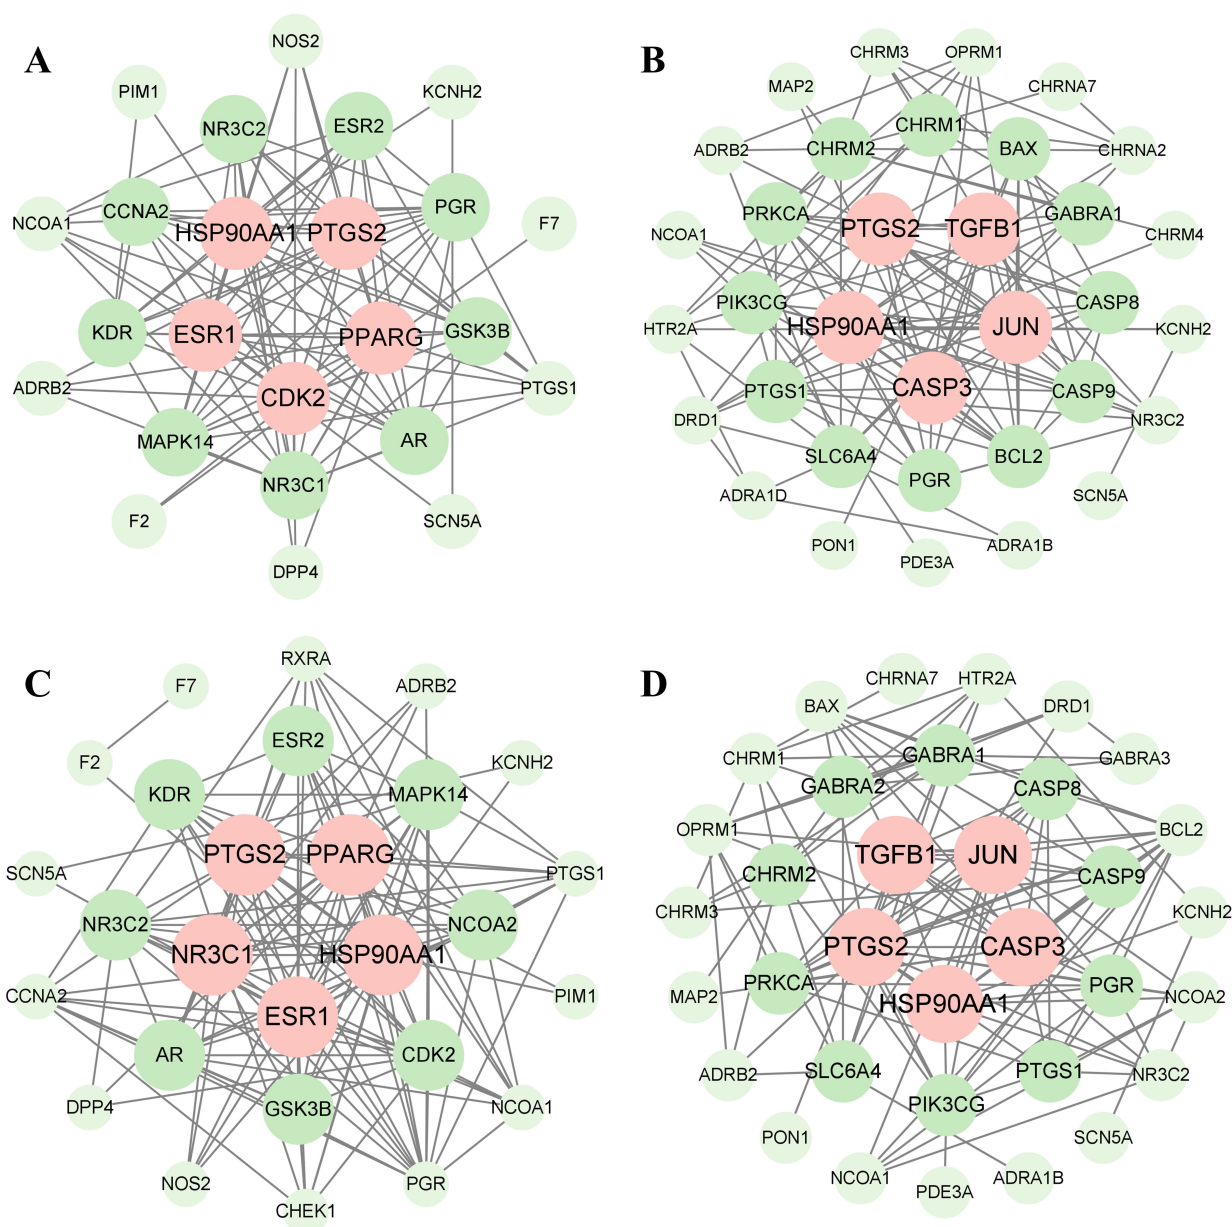 A
NOS2
PIM1
KCNH2
NR3C2
ESR2
CCNA2
PGR
NCOA1
HSP90AA1
PTGS2
F7
KDR
ESR1
PPARG
GSK3B
ADRB2
CDK2
PTGS1
MAPK14
AR
NR3C1
F2
SCN5A
DPP4
B
CHRM3
OPRM1
MAP2
CHRNA7
CHRM1
ADRB2
CHRM2
BAX
CHRNA2
PRKCA
PTGS2
TGFB1
GABRA1
NCOA1
CHRM4
PIK3CG
CASP8
HTR2A
HSP90AA1
JUN
KCNH2
PTGS1
CASP3
CASP9
DRD1
NR3C2
SLC6A4
BCL2
PGR
ADRA1D
SCN5A
PON1
ADRA1B
PDE3A
C
RXRA
F7
ADRB2
ESR2
F2
KCNH2
KDR
MAPK14
PTGS2
PPARG
SCN5A
PTGS1
NR3C2
NCOA2
NR3C1
HSP90AA1
CCNA2
PIM1
ESR1
AR
CDK2
DPP4
GSK3B
NCOA1
NOS2
PGR
CHEK1
D
CHRNA7
HTR2A
BAX
DRD1
CHRM1
GABRA1
GABRA3
GABRA2
CASP8
OPRM1
BCL2
TGFB1
JUN
CHRM2
CASP9
CHRM3
KCNH2
PTGS2
CASP3
MAP2
PRKCA
HSP90AA1
PGR
NCOA2
ADRB2
SLC6A4
PTGS1
NR3C2
PIK3CG
PON1
SCN5A
NCOA1
PDE3A
ADRA1B